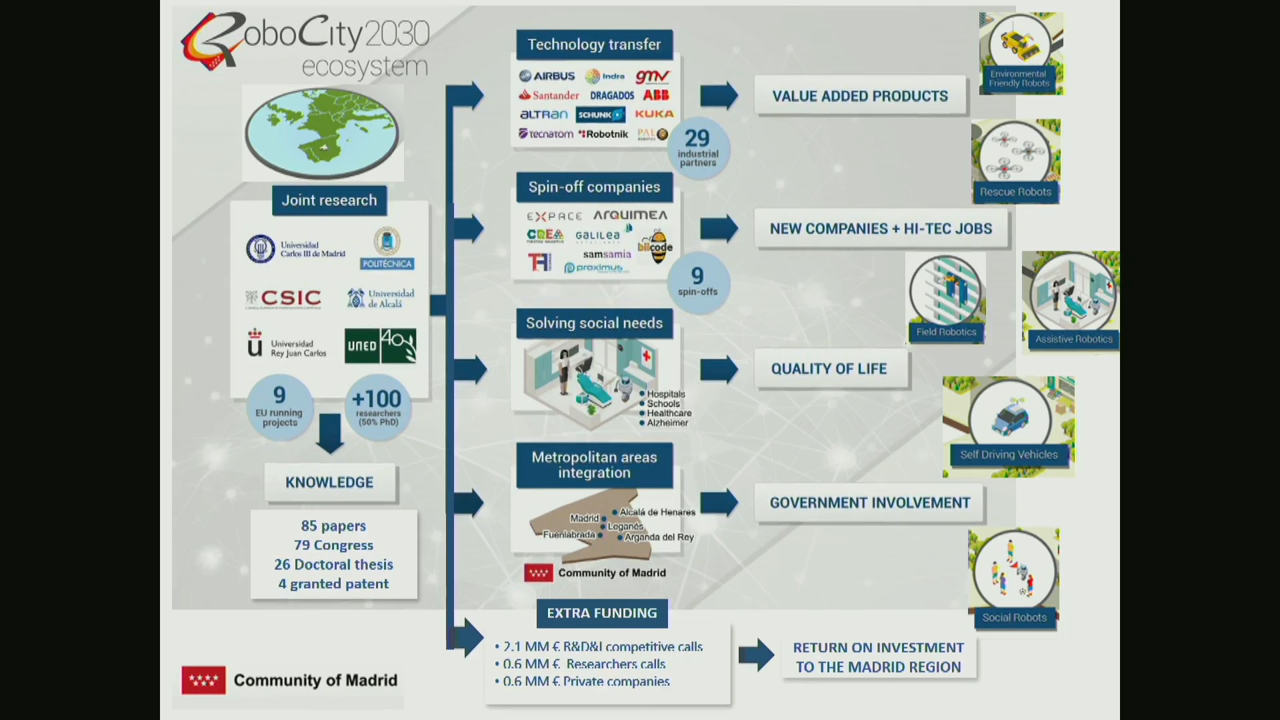 RoboCity2030
ecosystem
Joint research
Universidad
Carlos III de Madrid
POLITÉCNICA
CSIC
Universidad
de Alcalá
Universidad
Rey Juan Carlos
UNED 40
9
EU running
projects
+100
researchers
(50% PhD)
KNOWLEDGE
85 papers
79 Congress
26 Doctoral thesis
4 granted patent
Community of Madrid
Technology transfer
AIRBUS Indra gmv
Santander DRAGADOS ABB
ALTRAN SCHUNK KUKA
tecnatom Robotnik PAL
29
industrial
partners
VALUE ADDED PRODUCTS
Spin-off companies
EXPACE ARQUIMEA
CREA GALILEA
biicode
samsamia
proximus
9
spin-offs
NEW COMPANIES + HI-TEC JOBS
Solving social needs
Hospitals
Schools
Healthcare
Alzheimer
QUALITY OF LIFE
Metropolitan areas
integration
Alcalá de Henares
Madrid
Loganés
Fuenlabrada
Arganda del Rey
Community of Madrid
GOVERNMENT INVOLVEMENT
EXTRA FUNDING
• 2.1 MM € R&D&I competitive calls
• 0.6 MM € Researchers calls
• 0.6 MM € Private companies
RETURN ON INVESTMENT
TO THE MADRID REGION
Environmental
Friendly Robots
Rescue Robots
Field Robotics
Assistive Robotics
Self Driving Vehicles
Social Robots